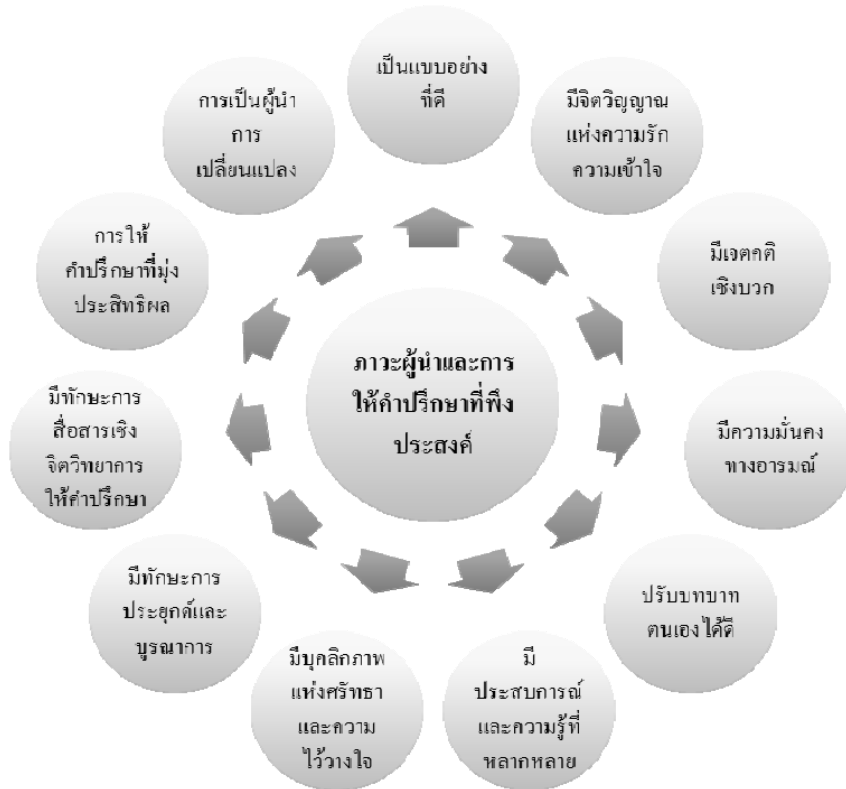 เป็นแบบอย่าง
ที่ดี
มีจิตวิญญาณ
แห่งความรัก
ความเข้าใจ
มีเจตคติ
เชิงบวก
มีความมั่นคง
ทางอารมณ์
ปรับบทบาท
ตนเองได้ดี
มี
ประสบการณ์
และความรู้ที่
หลากหลาย
มีบุคลิกภาพ
แห่งศรัทธา
และความ
ไว้วางใจ
มีทักษะการ
ประยุกต์และ
บูรณาการ
มีทักษะการ
สื่อสารเชิง
จิตวิทยาการ
ให้คำปรึกษา
การให้
คำปรึกษาที่มุ่ง
ประสิทธิผล
การเป็นผู้นำ
การ
เปลี่ยนแปลง
ภาวะผู้นำและการ
ให้คำปรึกษาที่พึง
ประสงค์